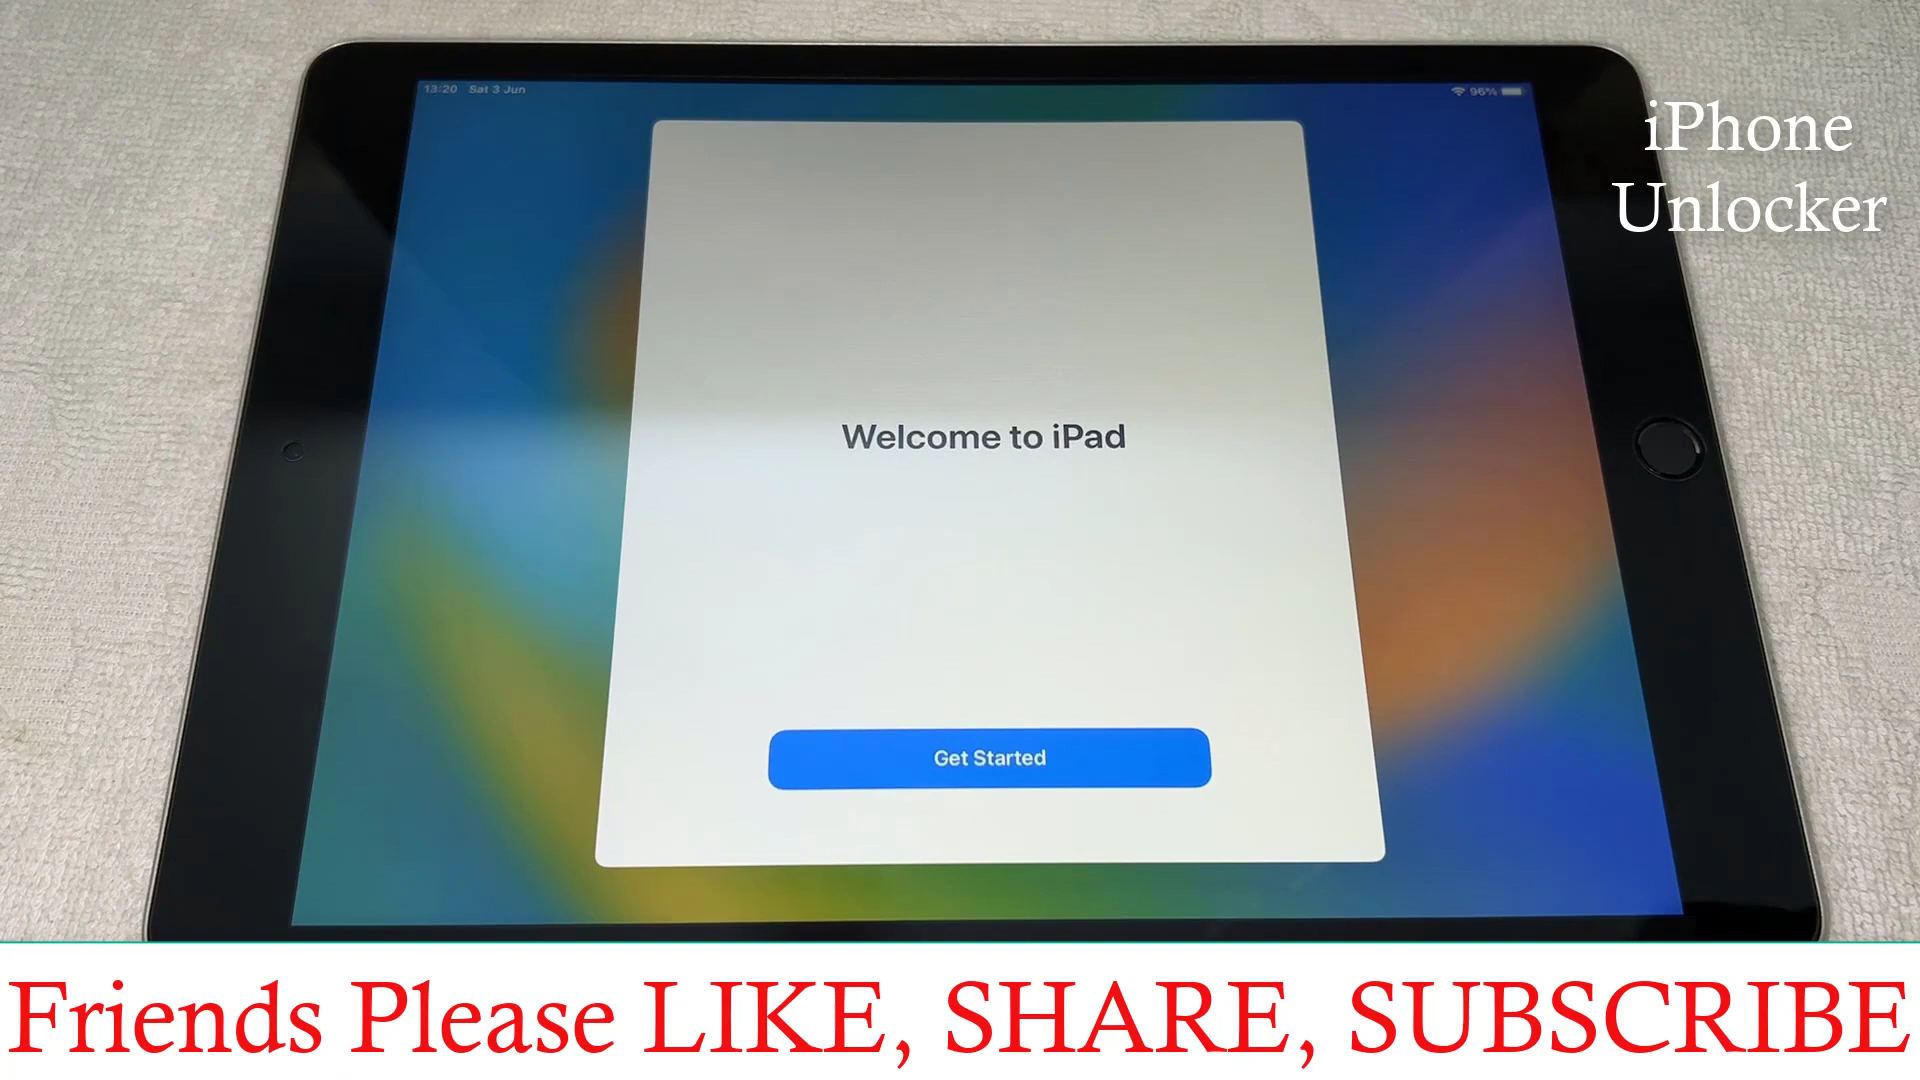 13:20 Sat 3 Jun
96%
iPhone
Unlocker
Welcome to iPad
Get Started
Friends Please LIKE, SHARE, SUBSCRIBE